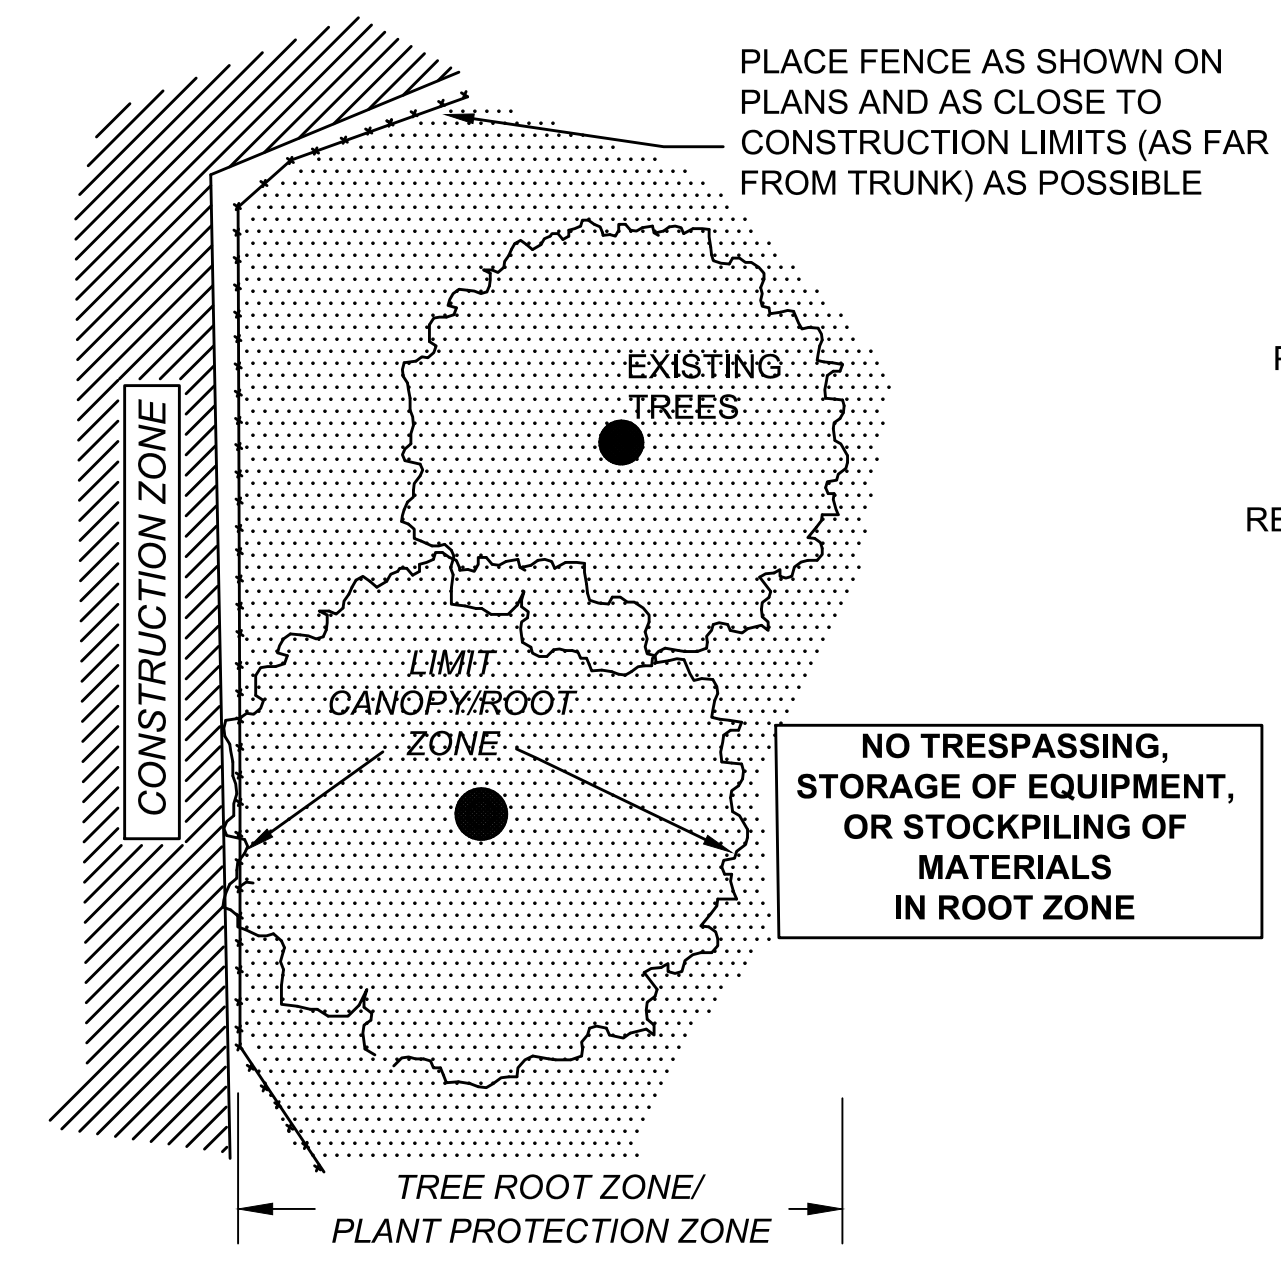 PLACE FENCE AS SHOWN ON
PLANS AND AS CLOSE TO
CONSTRUCTION LIMITS (AS FAR
FROM TRUNK) AS POSSIBLE
EXISTING
TREES
CONSTRUCTION ZONE
RE
LIMIT
CANOPY/ROOT
ZONE
NO TRESPASSING,
STORAGE OF EQUIPMENT,
OR STOCKPILING OF
MATERIALS
IN ROOT ZONE
TREE ROOT ZONE/
PLANT PROTECTION ZONE